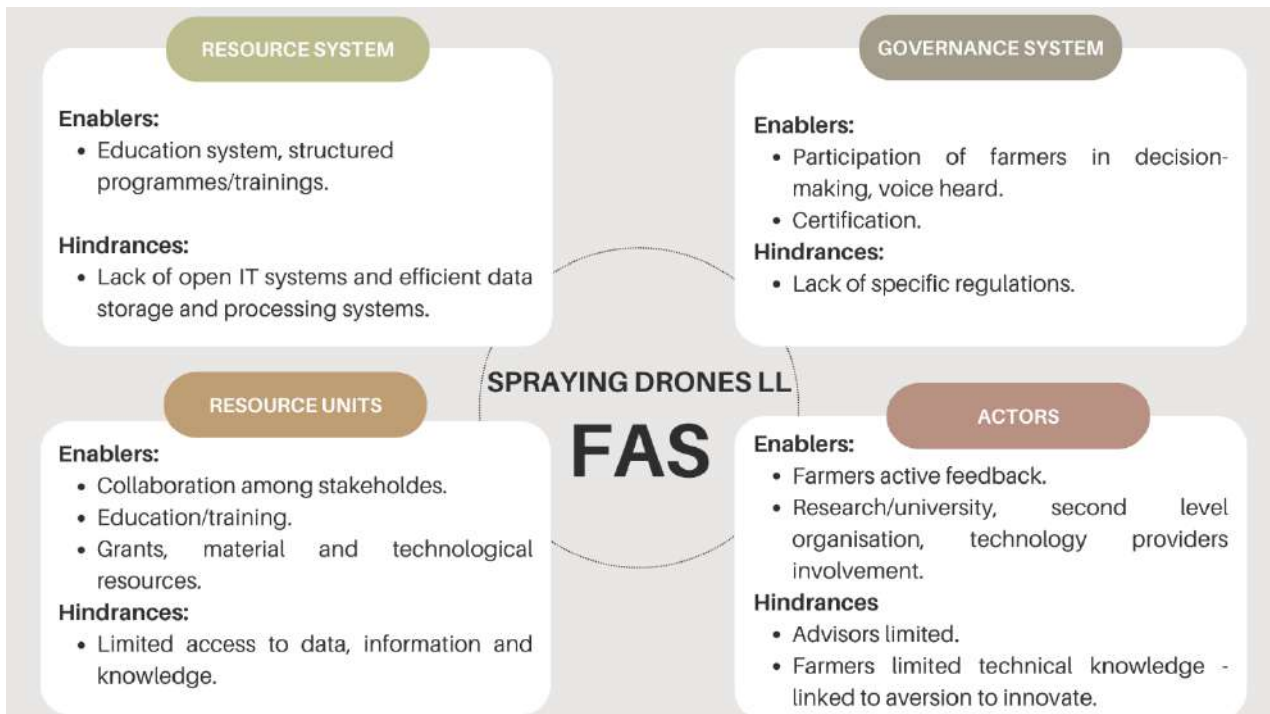 RESOURCE SYSTEM
Enablers:
• Education system, structured
programmes/trainings.
Hindrances:
• Lack of open IT systems and efficient data
storage and processing systems.
GOVERNANCE SYSTEM
Enablers:
• Participation of farmers in decision-
making, voice heard.
• Certification.
Hindrances:
• Lack of specific regulations.
SPRAYING DRONES LL
FAS
RESOURCE UNITS
Enablers:
• Collaboration among stakeholdes.
• Education/training.
• Grants, material and technological
resources.
Hindrances:
• Limited access to data, information and
knowledge.
ACTORS
Enablers:
• Farmers active feedback.
• Research/university, second level
organisation, technology providers
involvement.
Hindrances
• Advisors limited.
• Farmers limited technical knowledge -
linked to aversion to innovate.